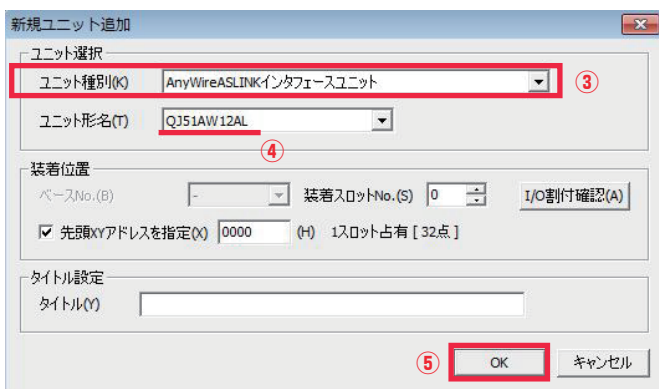 新規ユニット追加
ユニット選択
ユニット種別(K) AnyWireASLINKインタフェースユニット ③
ユニット形名(T) QJ51AW12AL
④
装着位置
ベースNo.(B) - 装着スロットNo.(S) 0 I/O割付確認(A)
先頭XYアドレスを指定(X) 0000 (H) 1スロット占有 [ 32点 ]
タイトル設定
タイトル(Y)
⑤ OK キャンセル